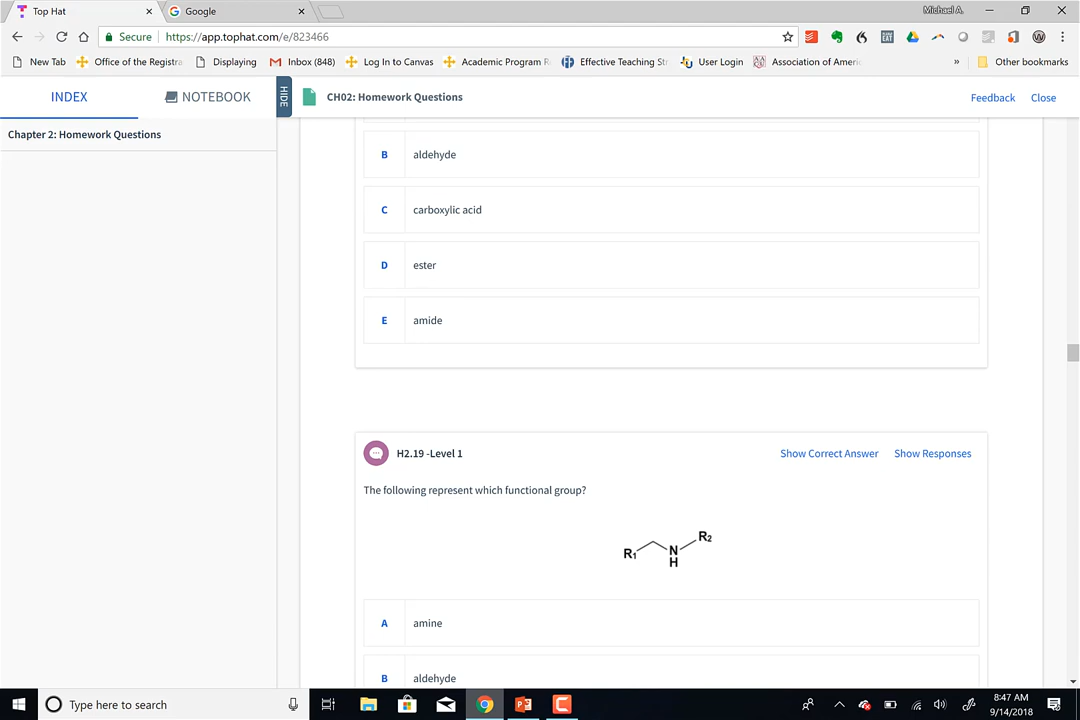 Top Hat
Google
Michael A.
Secure
https://app.tophat.com/e/823466
New Tab
Office of the Registra
Displaying
Inbox (848)
Log In to Canvas
Academic Program R
Effective Teaching Str
User Login
Association of Americ
»
Other bookmarks
INDEX
NOTEBOOK
HIDE
CH02: Homework Questions
Feedback
Close
Chapter 2: Homework Questions
B aldehyde
C carboxylic acid
D ester
E amide
H2.19 -Level 1
Show Correct Answer
Show Responses
The following represent which functional group?
R1
N
H
R2
A amine
B aldehyde
Type here to search
8:47 AM
9/14/2018